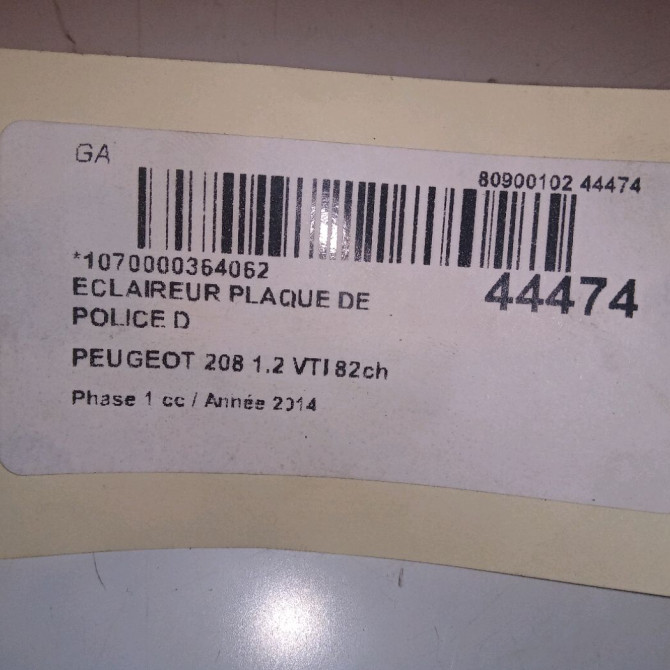 GA
80900102 44474
*1070000364062
44474
ECLAIREUR PLAQUE DE
POLICE D
PEUGEOT 208 1.2 VTI 82ch
Phase 1 cc / Année 2014